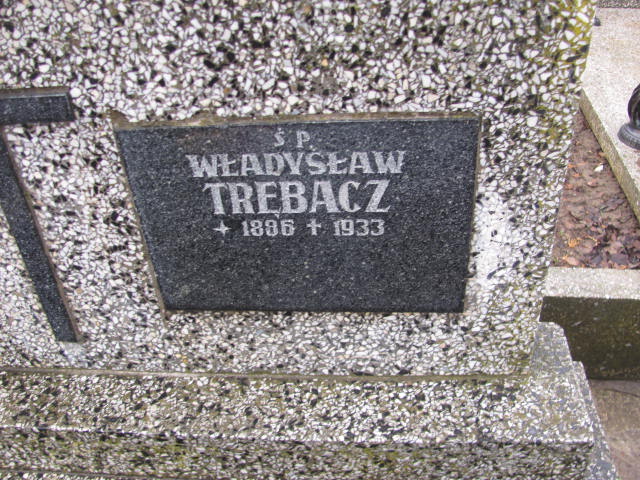 Ś P.
WŁADYSŁAW
TRĘBACZ
+ 1886 † 1933